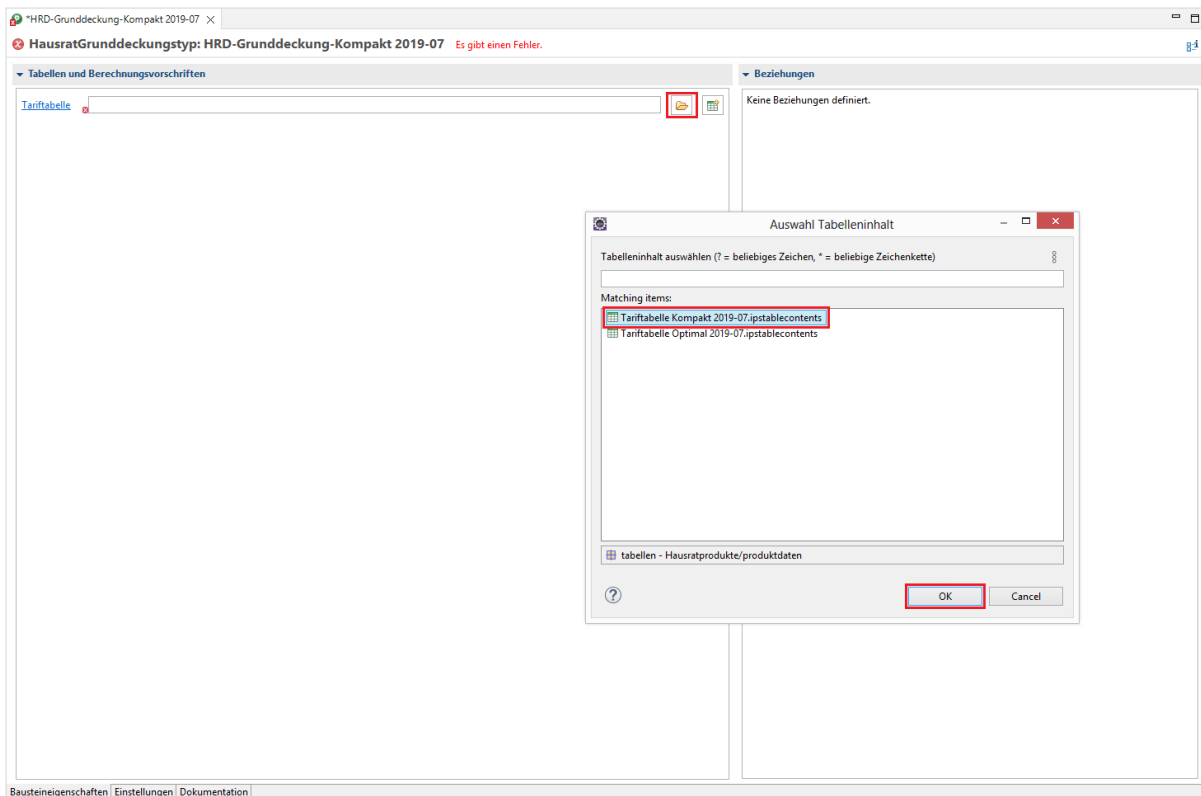 *HRD-Grunddeckung-Kompakt 2019-07
HausratGrunddeckungstyp: HRD-Grunddeckung-Kompakt 2019-07 Es gibt einen Fehler.
Tabellen und Berechnungsvorschriften
Beziehungen
Tariftabelle
Keine Beziehungen definiert.
Auswahl Tabelleninhalt
Tabelleninhalt auswählen (? = beliebiges Zeichen, * = beliebige Zeichenkette)
Matching items:
Tariftabelle Kompakt 2019-07.ipstablecontents
Tariftabelle Optimal 2019-07.ipstablecontents
tabellen - Hausratprodukte/produktdaten
OK Cancel
Bausteineigenschaften Einstellungen Dokumentation